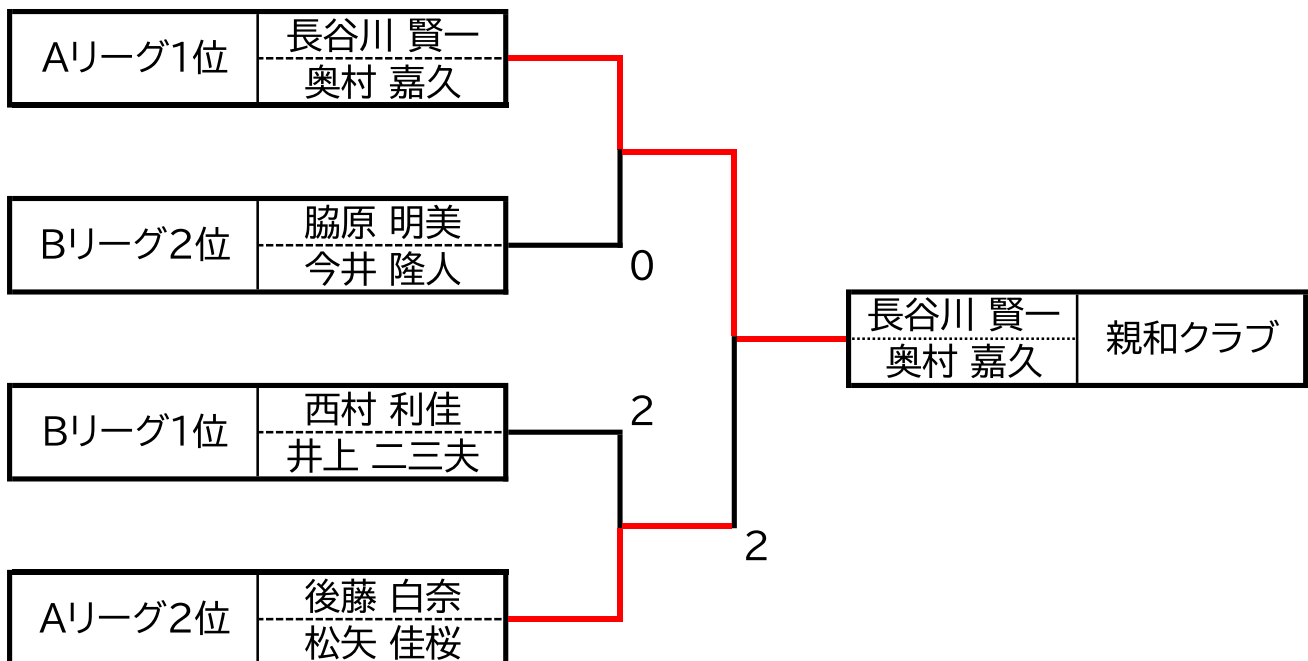 Aリーグ1位
長谷川 賢一
奥村 嘉久
Bリーグ2位
脇原 明美
今井 隆人
0
長谷川 賢一
奥村 嘉久
親和クラブ
Bリーグ1位
西村 利佳
井上 二三夫
2
2
Aリーグ2位
後藤 白奈
松矢 佳桜